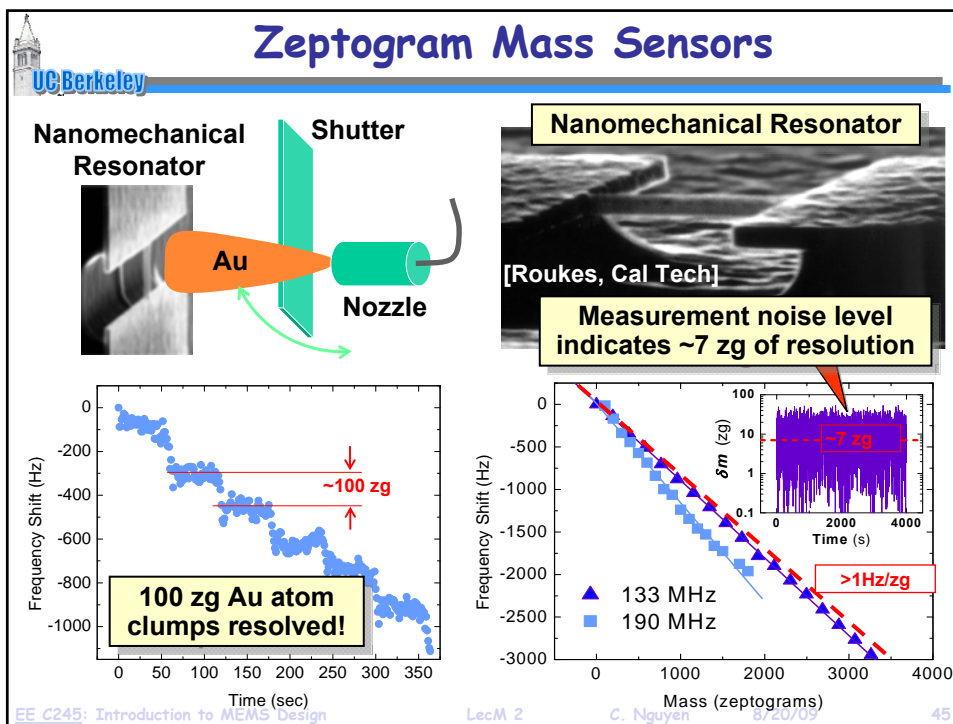 Zeptogram Mass Sensors
UC Berkeley
Nanomechanical
Resonator
Shutter
Au
Nozzle
Nanomechanical Resonator
[Roukes, Cal Tech]
Measurement noise level
indicates ~7 zg of resolution
0
-200
-400
-600
-800
-1000
Frequency Shift (Hz)
~100 zg
100 zg Au atom
clumps resolved!
0 50 100 150 200 250 300 350
Time (sec)
0
-500
-1000
-1500
-2000
-2500
-3000
Frequency Shift (Hz)
100
10
1
0.1
δm (zg)
~7 zg
0 2000 4000
Time (s)
>1Hz/zg
133 MHz
190 MHz
0 1000 2000 3000 4000
Mass (zeptograms)
EE C245: Introduction to MEMS Design LecM 2 C. Nguyen 8/20/09 45